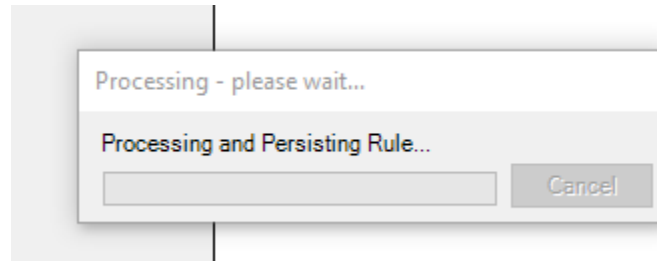 Processing - please wait...
Processing and Persisting Rule...
Cancel